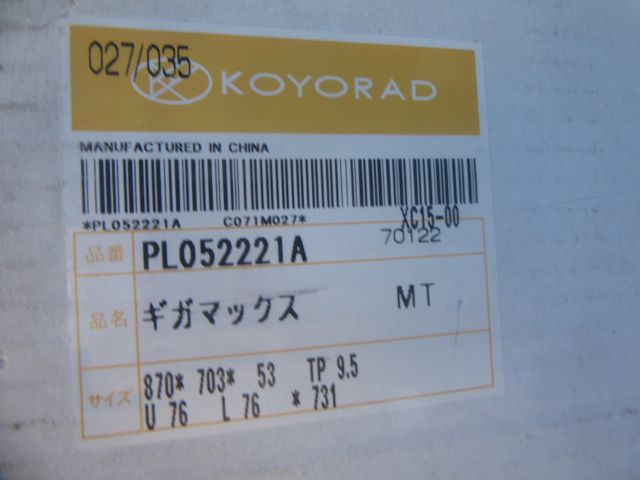 027/035
KOYORAD
MANUFACTURED IN CHINA
*PL052221A C071M027*
XG15-00
70122
品番 PL052221A
品名 ギガマックス MT
サイズ 870* 703* 53 TP 9.5
U 76 L 76 * 731